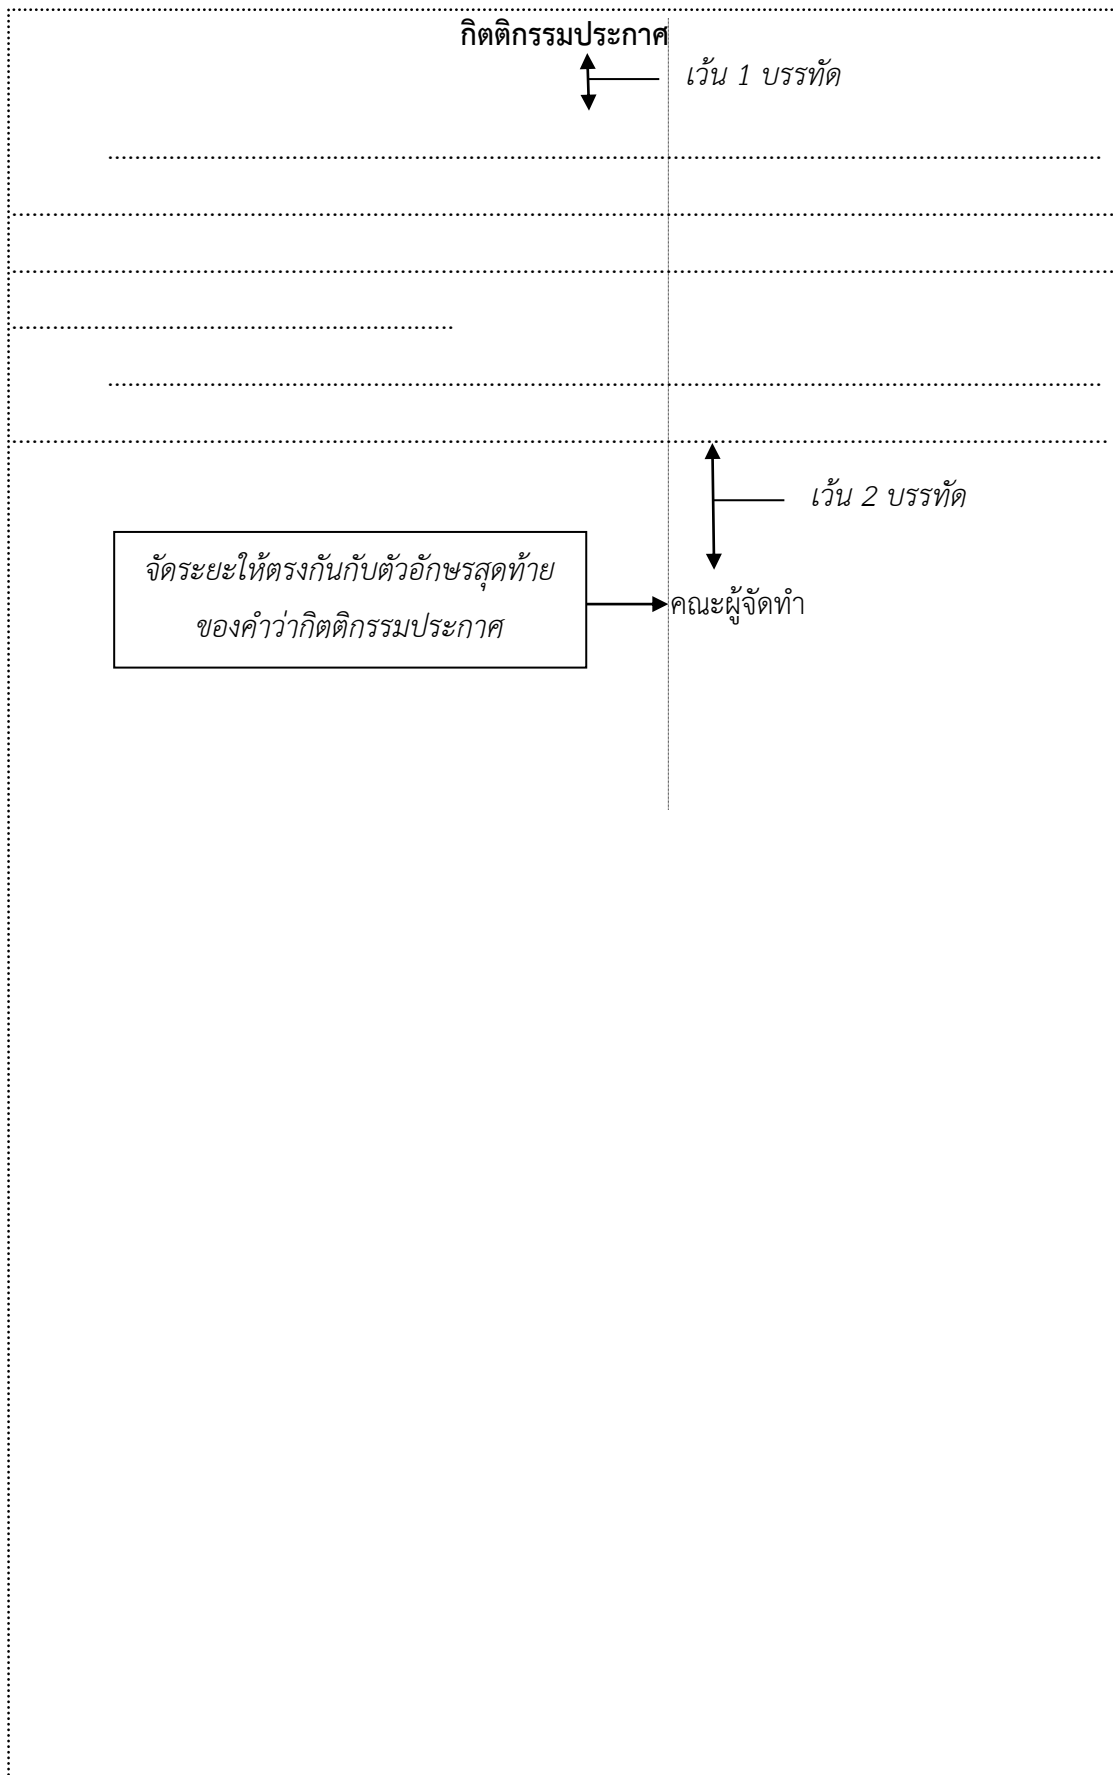 กิตติกรรมประกาศ
เว้น 1 บรรทัด
........................................................................................................................
........................................................................................................................
........................................................................................................................
.................................................................
........................................................................................................................
........................................................................................................................
เว้น 2 บรรทัด
จัดระยะให้ตรงกันกับตัวอักษรสุดท้าย
ของคำว่ากิตติกรรมประกาศ
คณะผู้จัดทำ